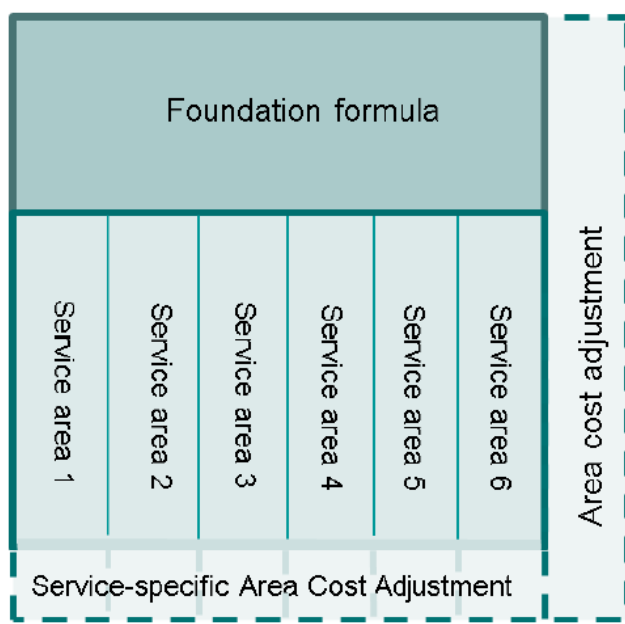 Foundation formula
Service area 1
Service area 2
Service area 3
Service area 4
Service area 5
Service area 6
Area cost adjustment
Service-specific Area Cost Adjustment